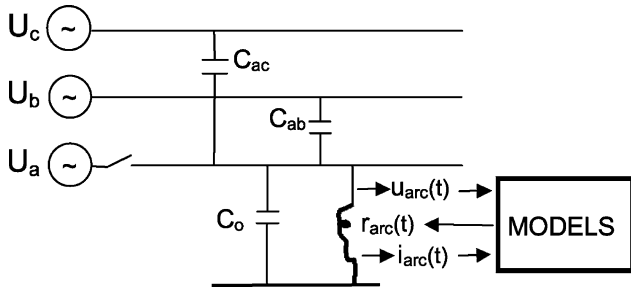 Uc
Cac
Ub
Cab
Ua
uarc(t)
Co
rarc(t)
MODELS
iarc(t)